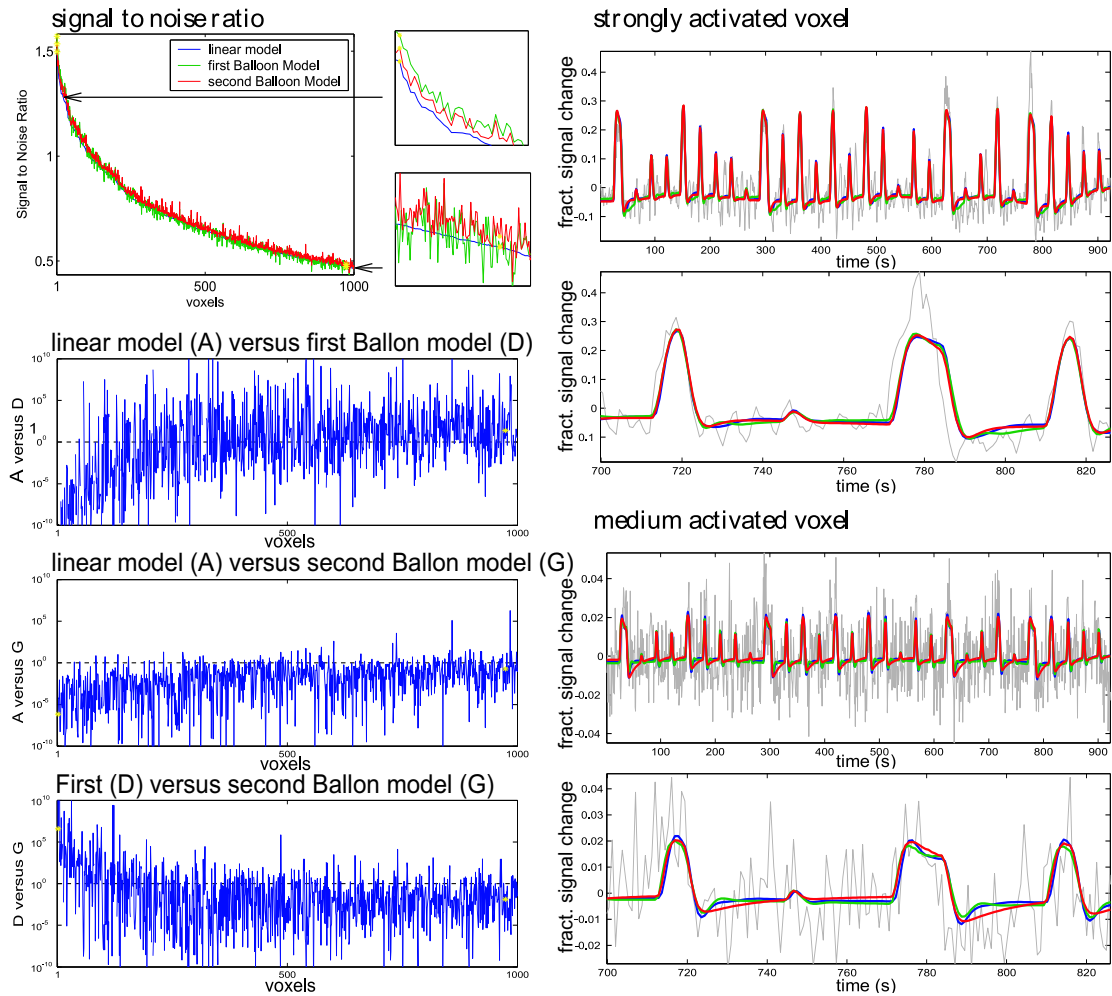 signal to noise ratio
1.5
1
0.5
1
500
1000
voxels
Signal to Noise Ratio
linear model
first Balloon Model
second Balloon Model
linear model (A) versus first Ballon model (D)
10^10
10^5
1
10^0
10^-5
10^-10
A versus D
1
500
1000
voxels
linear model (A) versus second Ballon model (G)
10^10
10^5
10^0
10^-5
10^-10
A versus G
1
500
1000
voxels
First (D) versus second Ballon model (G)
10^10
10^5
10^0
10^-5
10^-10
D versus G
1
500
1000
voxels
strongly activated voxel
fract. signal change
0.4
0.3
0.2
0.1
0
-0.1
100 200 300 400 500 600 700 800 900
time (s)
fract. signal change
0.4
0.3
0.2
0.1
0
0.1
700 720 740 760 780 800 820
time (s)
medium activated voxel
fract. signal change
0.04
0.02
0
-0.02
-0.04
100 200 300 400 500 600 700 800 900
time (s)
fract. signal change
0.04
0.03
0.02
0.01
0
-0.01
-0.02
700 720 740 760 780 800 820
time (s)